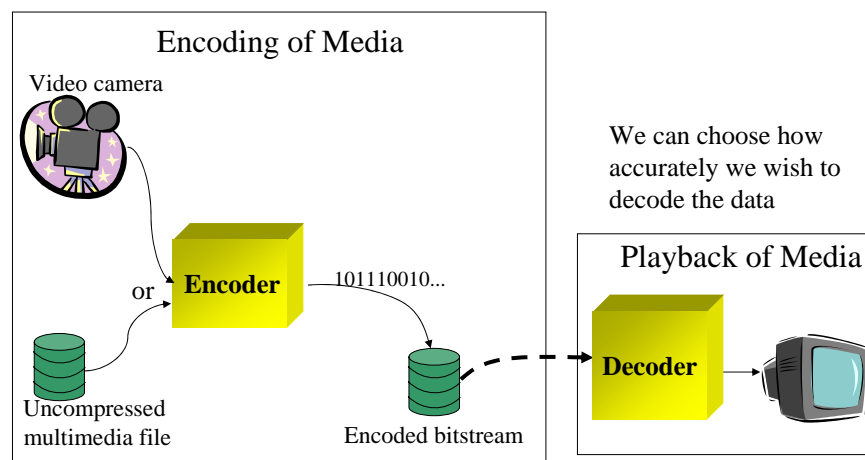 Encoding of Media
Video camera
We can choose how
accurately we wish to
decode the data
Playback of Media
Encoder
101110010...
or
Decoder
Uncompressed
multimedia file
Encoded bitstream